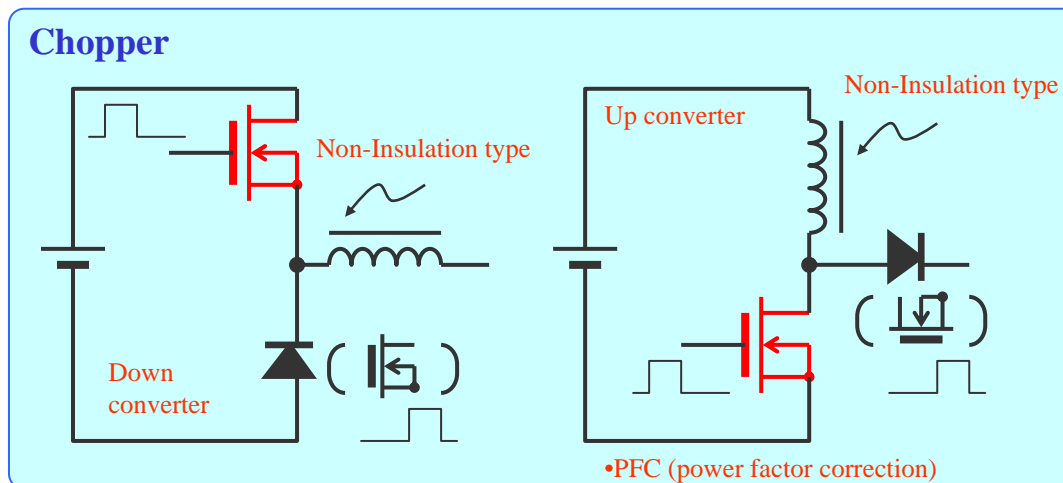 Chopper
Non-Insulation type
Down
converter
Up converter
Non-Insulation type
•PFC (power factor correction)